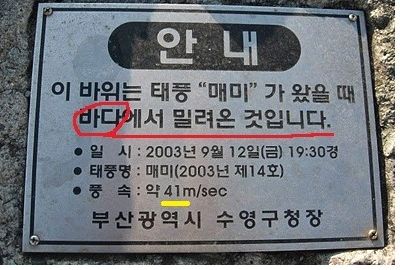 안 내
이 바위는 태풍 "매미" 가 왔을 때
바다에서 밀려온 것입니다.
• 일 시 : 2003년 9월 12일(금) 19:30경
• 태풍명 : 매미(2003년 제14호)
• 풍 속 : 약 41m/sec
부산광역시 수영구청장